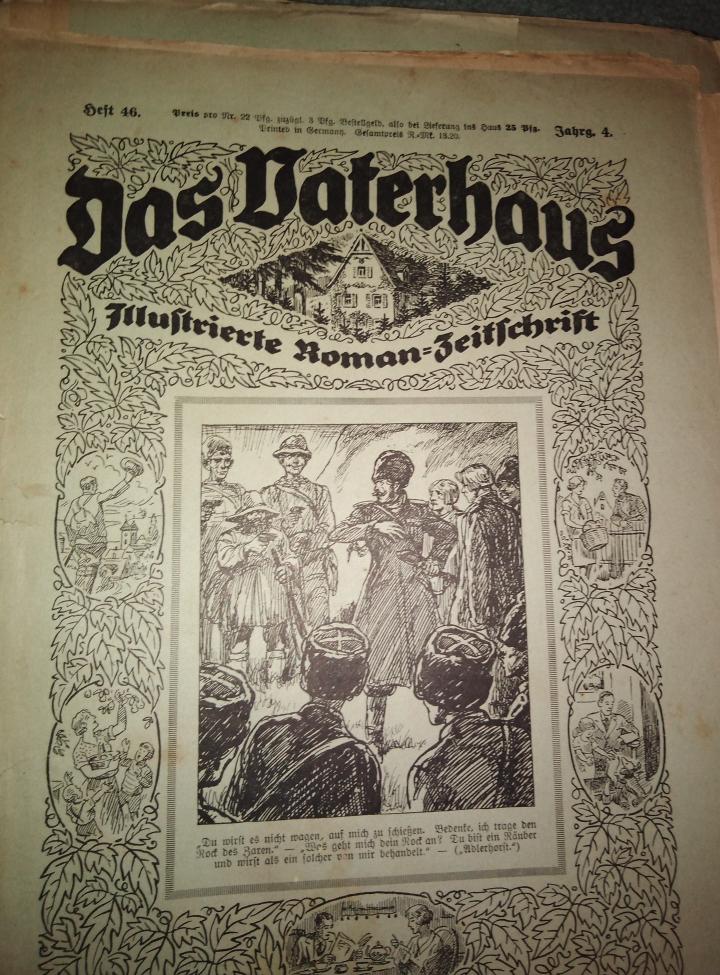 Heft 46.
Preis pro Nr. 22 Pfg. zuzügl. 3 Pfg. Bestellgeld, also bei Lieferung ins Haus 25 Pfg.
Printed in Germany. Gesamtpreis R.-Mk. 13.20.
Jahrg. 4.
Das Vaterhaus
Illustrierte Roman=Zeitschrift
„Du wirst es nicht wagen, auf mich zu schießen. Bedenke, ich trage den
Rock des Zaren.“ — „Was geht mich dein Rock an? Du bist ein Räuber
und wirst als ein solcher von mir behandelt.“ — („Adlerhorst.“)